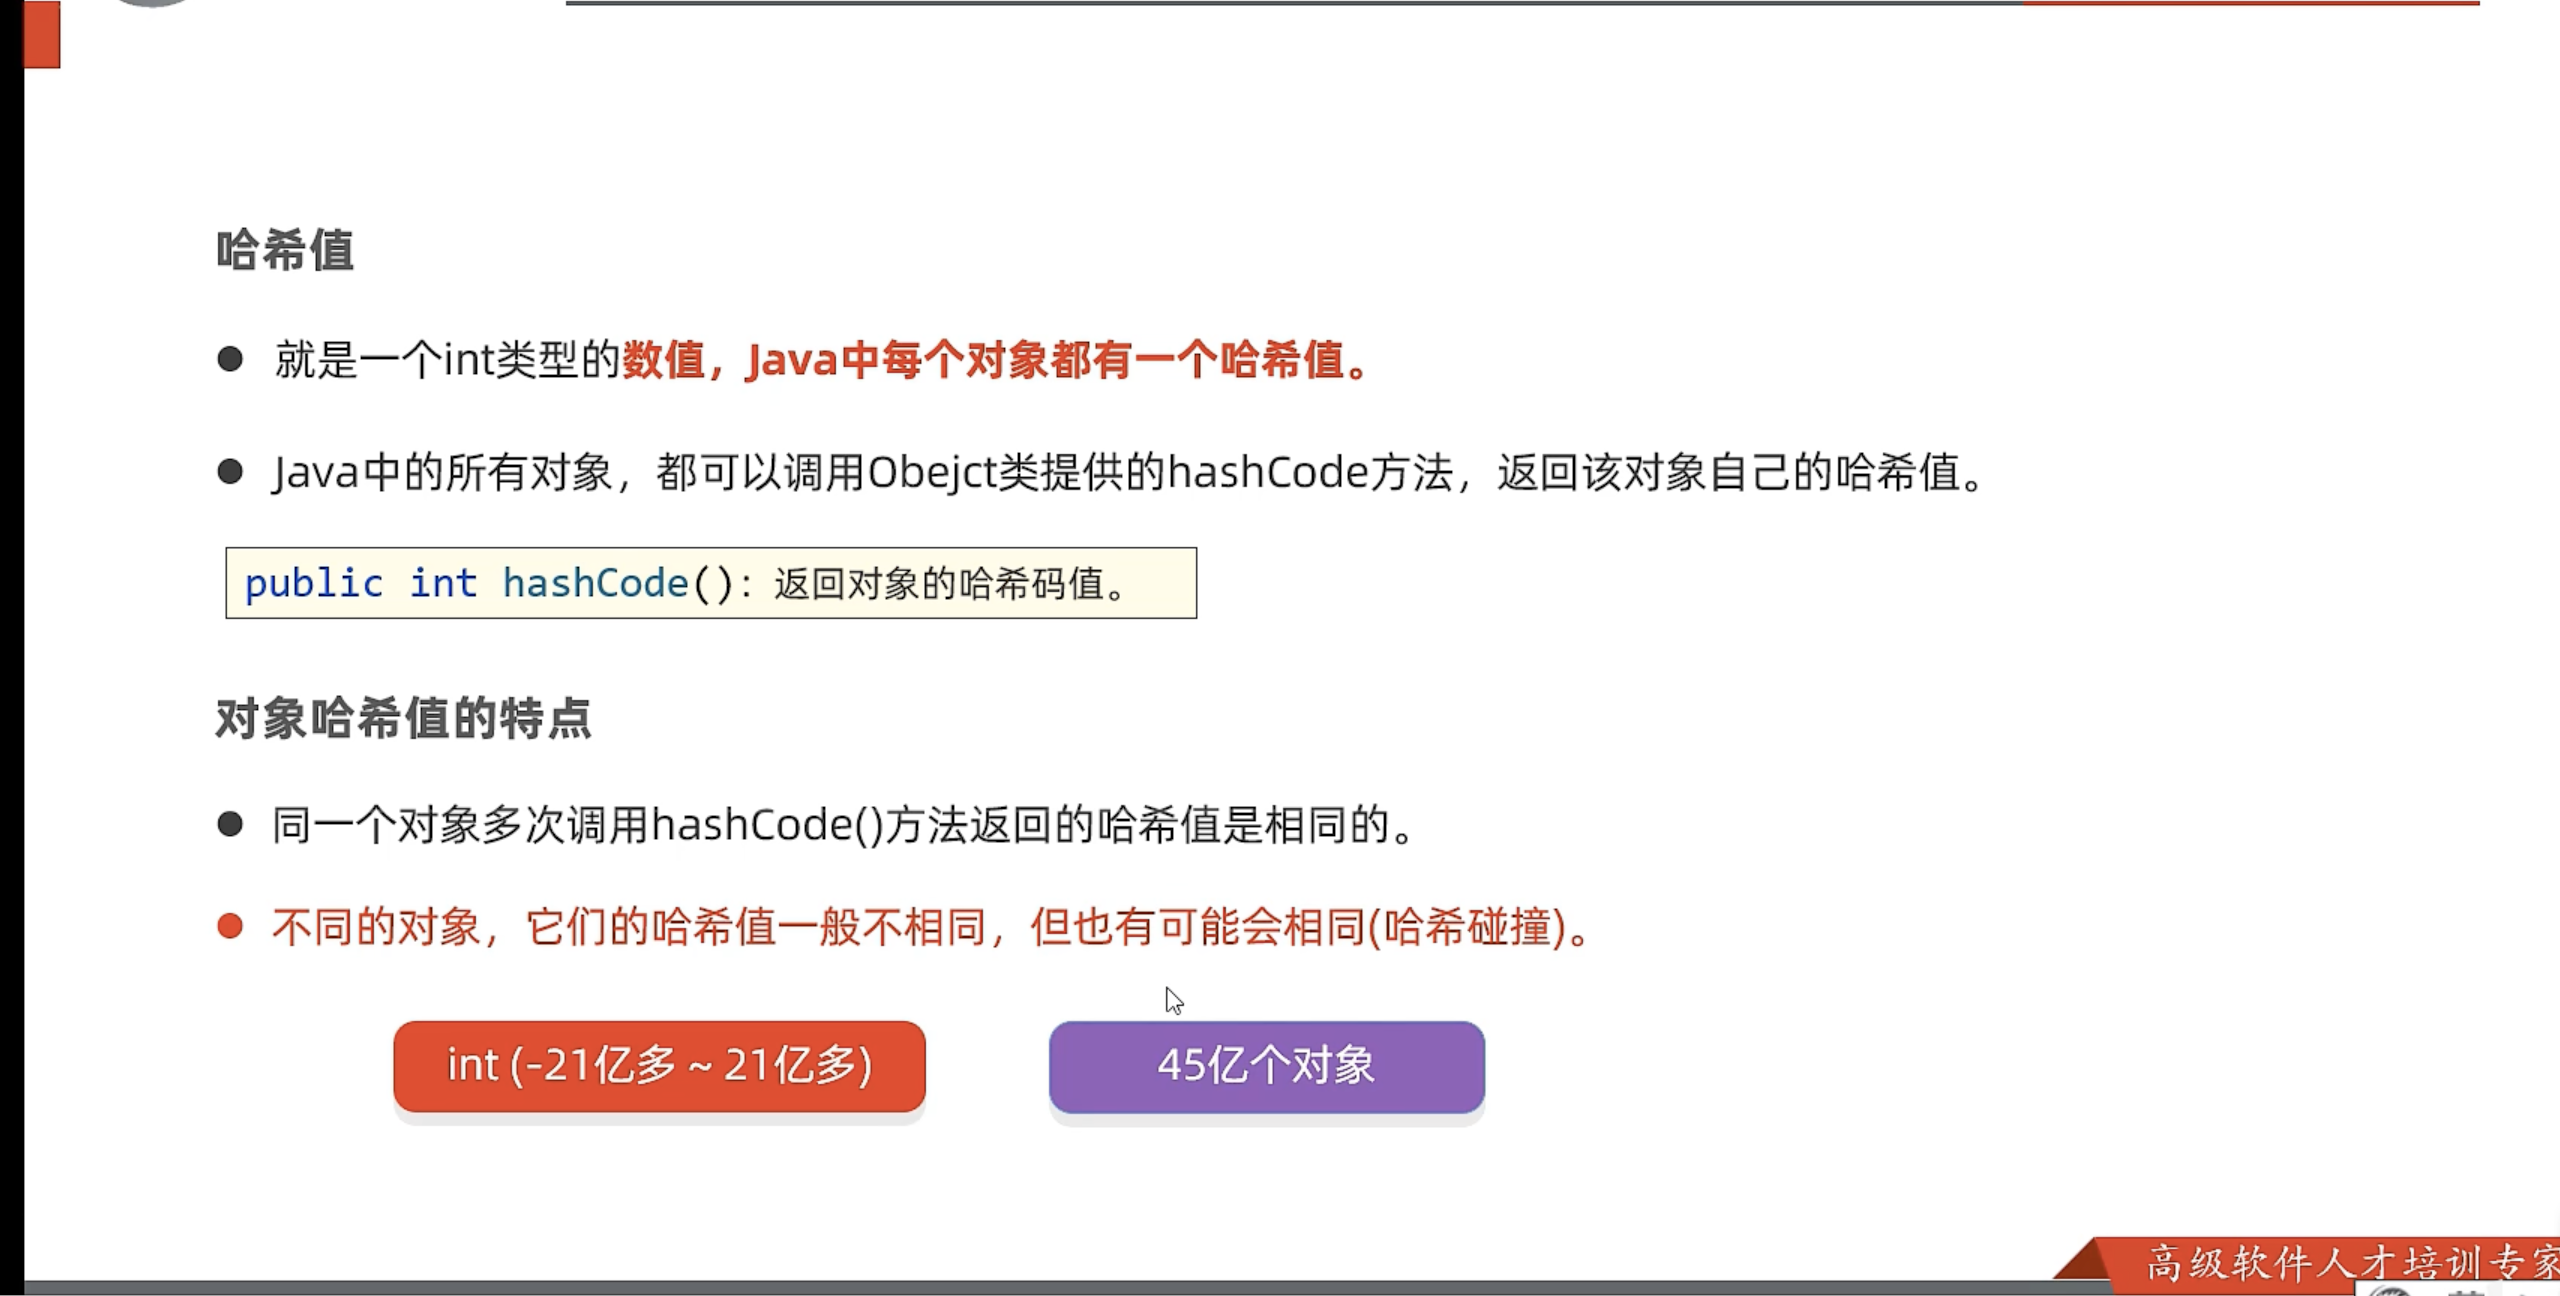 哈希值
就是一个int类型的数值，Java中每个对象都有一个哈希值。
Java中的所有对象，都可以调用Obejct类提供的hashCode方法，返回该对象自己的哈希值。
public int hashCode()：返回对象的哈希码值。
对象哈希值的特点
同一个对象多次调用hashCode()方法返回的哈希值是相同的。
不同的对象，它们的哈希值一般不相同，但也有可能会相同(哈希碰撞)。
int (-21亿多 ~ 21亿多)
45亿个对象
高级软件人才培训专家